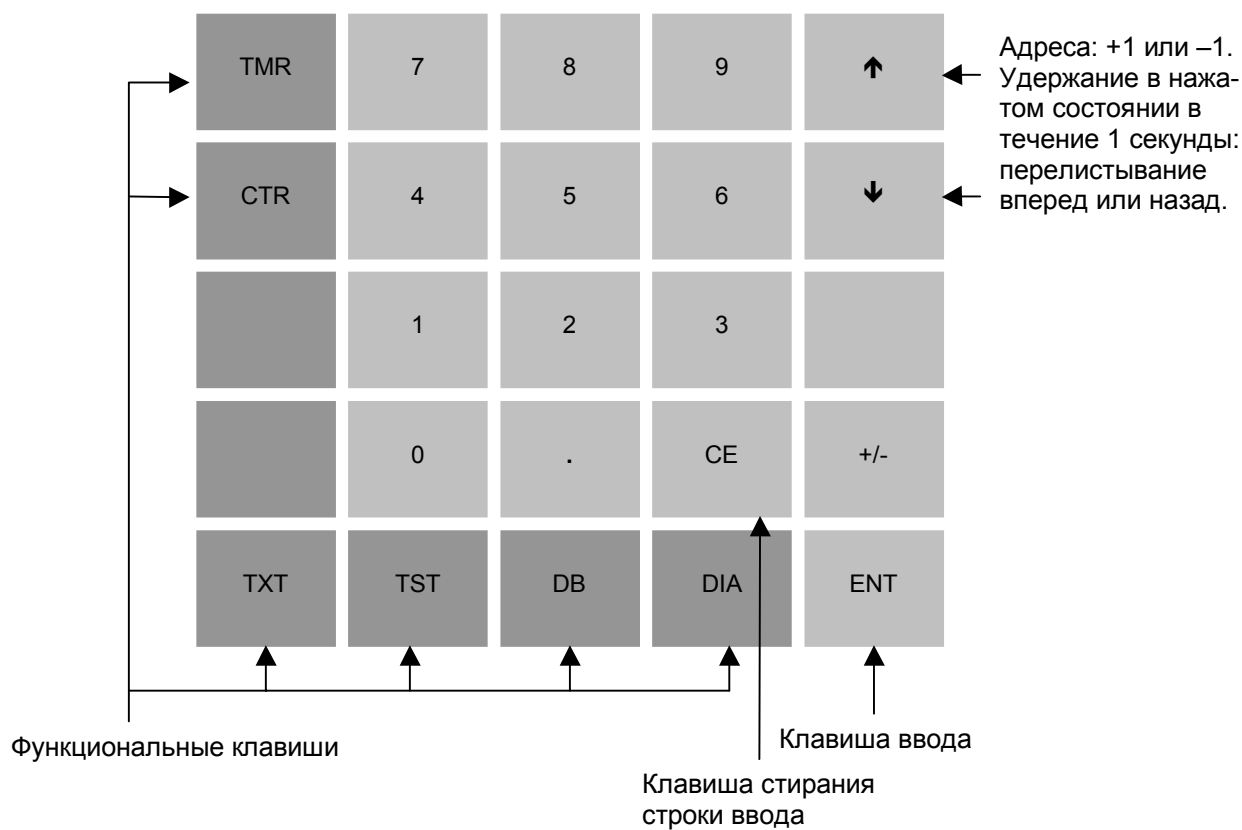 TMR 7 8 9 ↑
Адреса: +1 или –1.
Удержание в нажа-
том состоянии в
течение 1 секунды:
перелистывание
вперед или назад.
CTR 4 5 6 ↓
1 2 3
0 . CE +/-
TXT TST DB DIA ENT
Функциональные клавиши
Клавиша ввода
Клавиша стирания
строки ввода